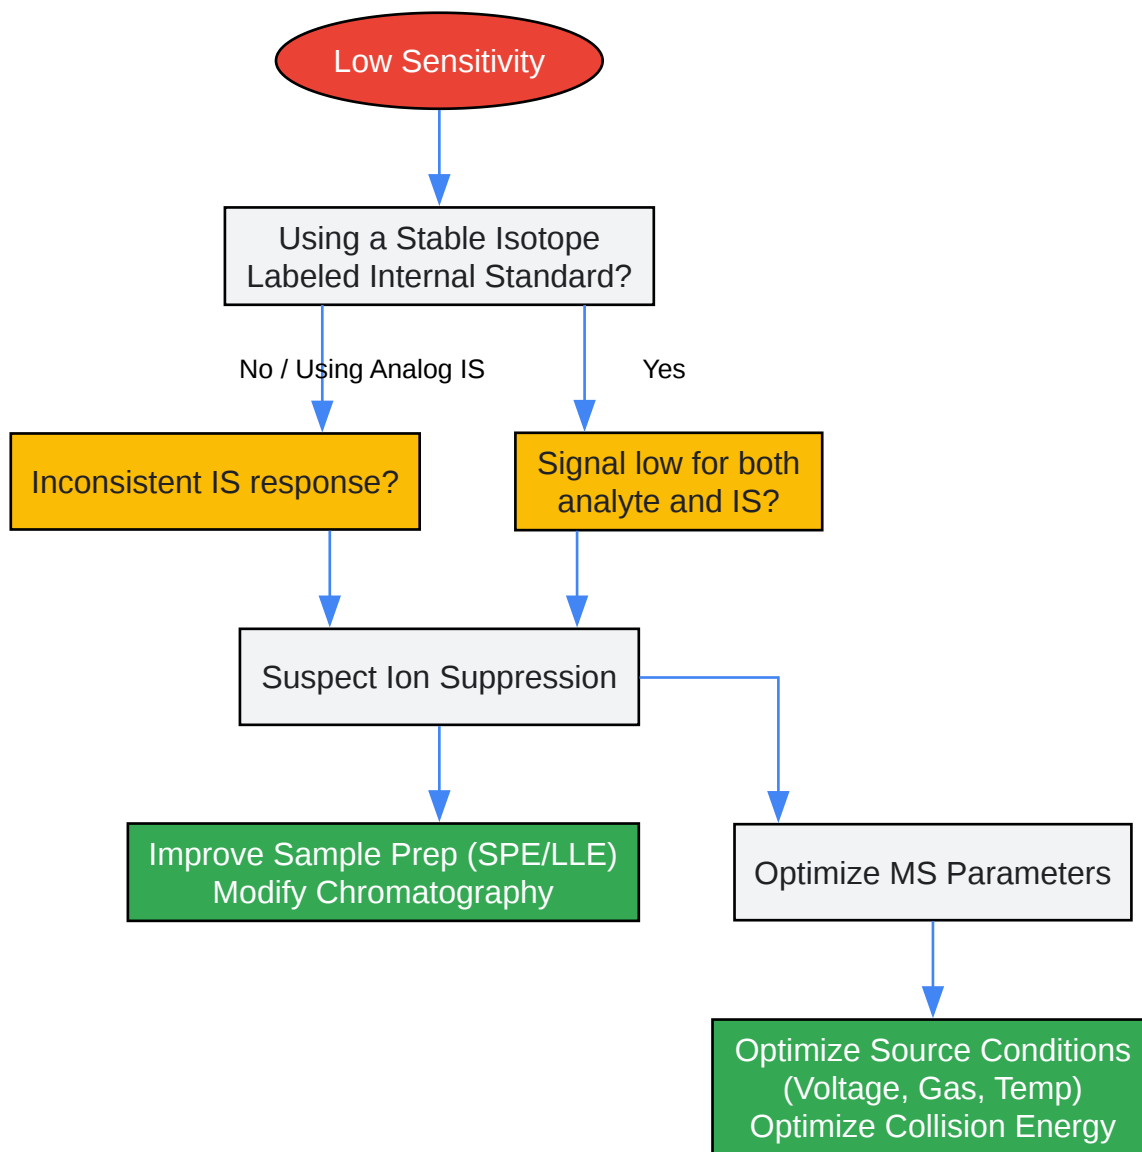 Low Sensitivity
Using a Stable Isotope
Labeled Internal Standard?
No / Using Analog IS
Yes
Inconsistent IS response?
Signal low for both
analyte and IS?
Suspect Ion Suppression
Improve Sample Prep (SPE/LLE)
Modify Chromatography
Optimize MS Parameters
Optimize Source Conditions
(Voltage, Gas, Temp)
Optimize Collision Energy